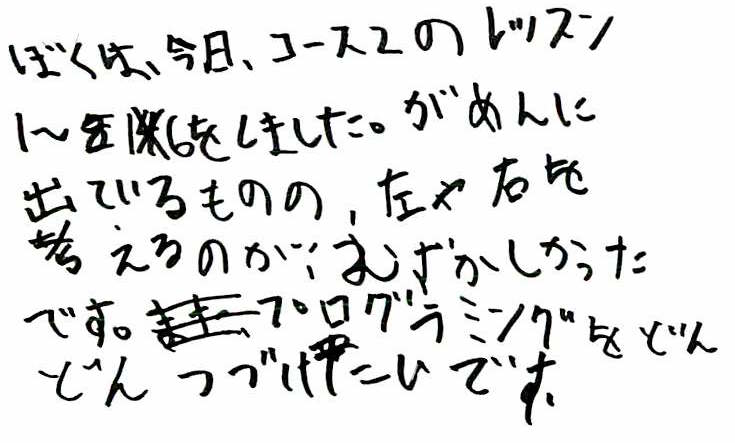 ぼくは、今日、コース2のレッスン
1〜6をしました。がめんに
出ているものの、左や右を
考えるのが、むずかしかった
です。プログラミングをどん
どんつづけたいです。